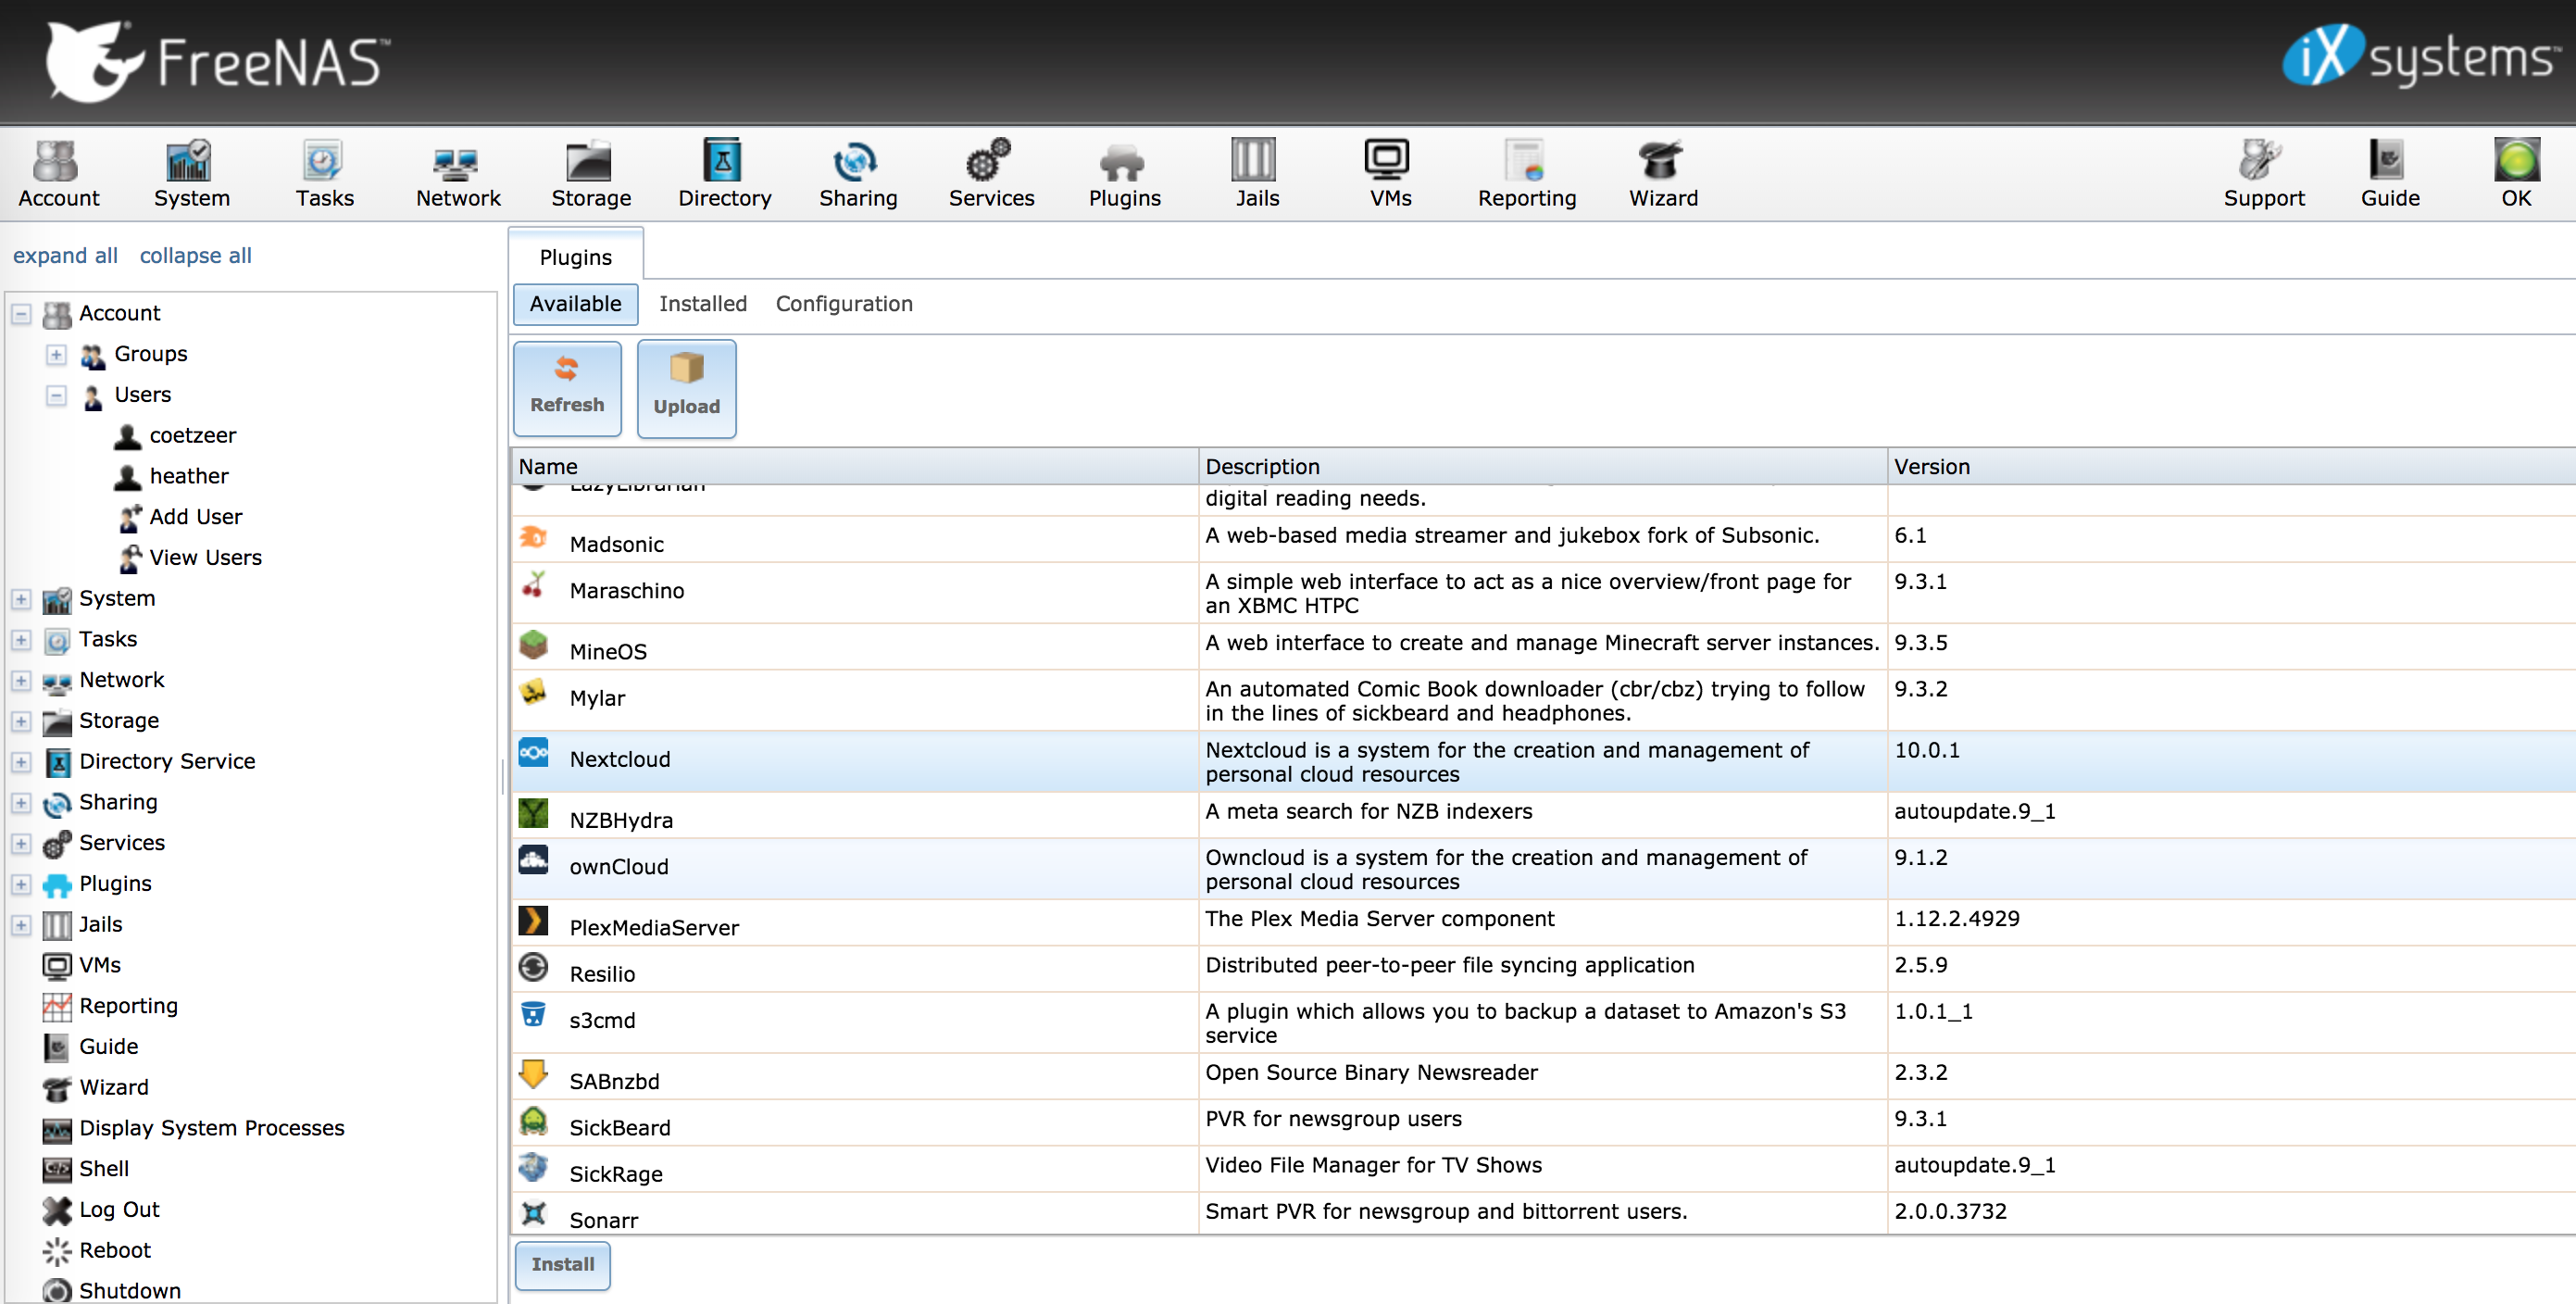 FreeNAS™
iXsystems™
Account System Tasks Network Storage Directory Sharing Services Plugins Jails VMs Reporting Wizard Support Guide OK
expand all collapse all
Account
Groups
Users
coetzeer
heather
Add User
View Users
System
Tasks
Network
Storage
Directory Service
Sharing
Services
Plugins
Jails
VMs
Reporting
Guide
Wizard
Display System Processes
Shell
Log Out
Reboot
Shutdown
Plugins
Available Installed Configuration
Refresh Upload
Name Description Version
LazyLibrarian
digital reading needs.
Madsonic A web-based media streamer and jukebox fork of Subsonic. 6.1
Maraschino A simple web interface to act as a nice overview/front page for 9.3.1
an XBMC HTPC
MineOS A web interface to create and manage Minecraft server instances. 9.3.5
Mylar An automated Comic Book downloader (cbr/cbz) trying to follow 9.3.2
in the lines of sickbeard and headphones.
Nextcloud Nextcloud is a system for the creation and management of 10.0.1
personal cloud resources
NZBHydra A meta search for NZB indexers autoupdate.9_1
ownCloud Owncloud is a system for the creation and management of 9.1.2
personal cloud resources
PlexMediaServer The Plex Media Server component 1.12.2.4929
Resilio Distributed peer-to-peer file syncing application 2.5.9
s3cmd A plugin which allows you to backup a dataset to Amazon's S3 1.0.1_1
service
SABnzbd Open Source Binary Newsreader 2.3.2
SickBeard PVR for newsgroup users 9.3.1
SickRage Video File Manager for TV Shows autoupdate.9_1
Sonarr Smart PVR for newsgroup and bittorrent users. 2.0.0.3732
Install